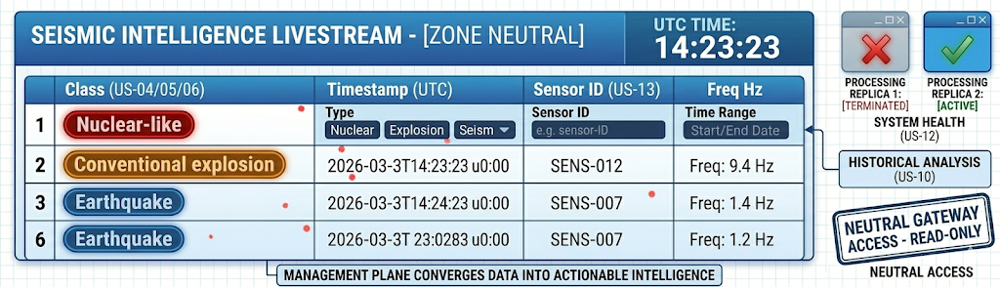 SEISMIC INTELLIGENCE LIVESTREAM - [ZONE NEUTRAL]
UTC TIME:
14:23:23
Class (US-04/05/06) Timestamp (UTC) Sensor ID (US-13) Freq Hz
1 Nuclear-like
Type
Nuclear Explosion Seism
Sensor ID
e.g. sensor-ID
Time Range
Start/End Date
2 Conventional explosion 2026-03-3T14:23:23 u0:00 SENS-012 Freq: 9.4 Hz
3 Earthquake 2026-03-3T14:24:23 u0:00 SENS-007 Freq: 1.4 Hz
6 Earthquake 2026-03-3T 23:0283 u0:00 SENS-007 Freq: 1.2 Hz
MANAGEMENT PLANE CONVERGES DATA INTO ACTIONABLE INTELLIGENCE
PROCESSING
REPLICA 1:
[TERMINATED]
PROCESSING
REPLICA 2:
[ACTIVE]
SYSTEM HEALTH
(US-12)
HISTORICAL ANALYSIS
(US-10)
NEUTRAL GATEWAY
ACCESS - READ-ONLY
NEUTRAL ACCESS